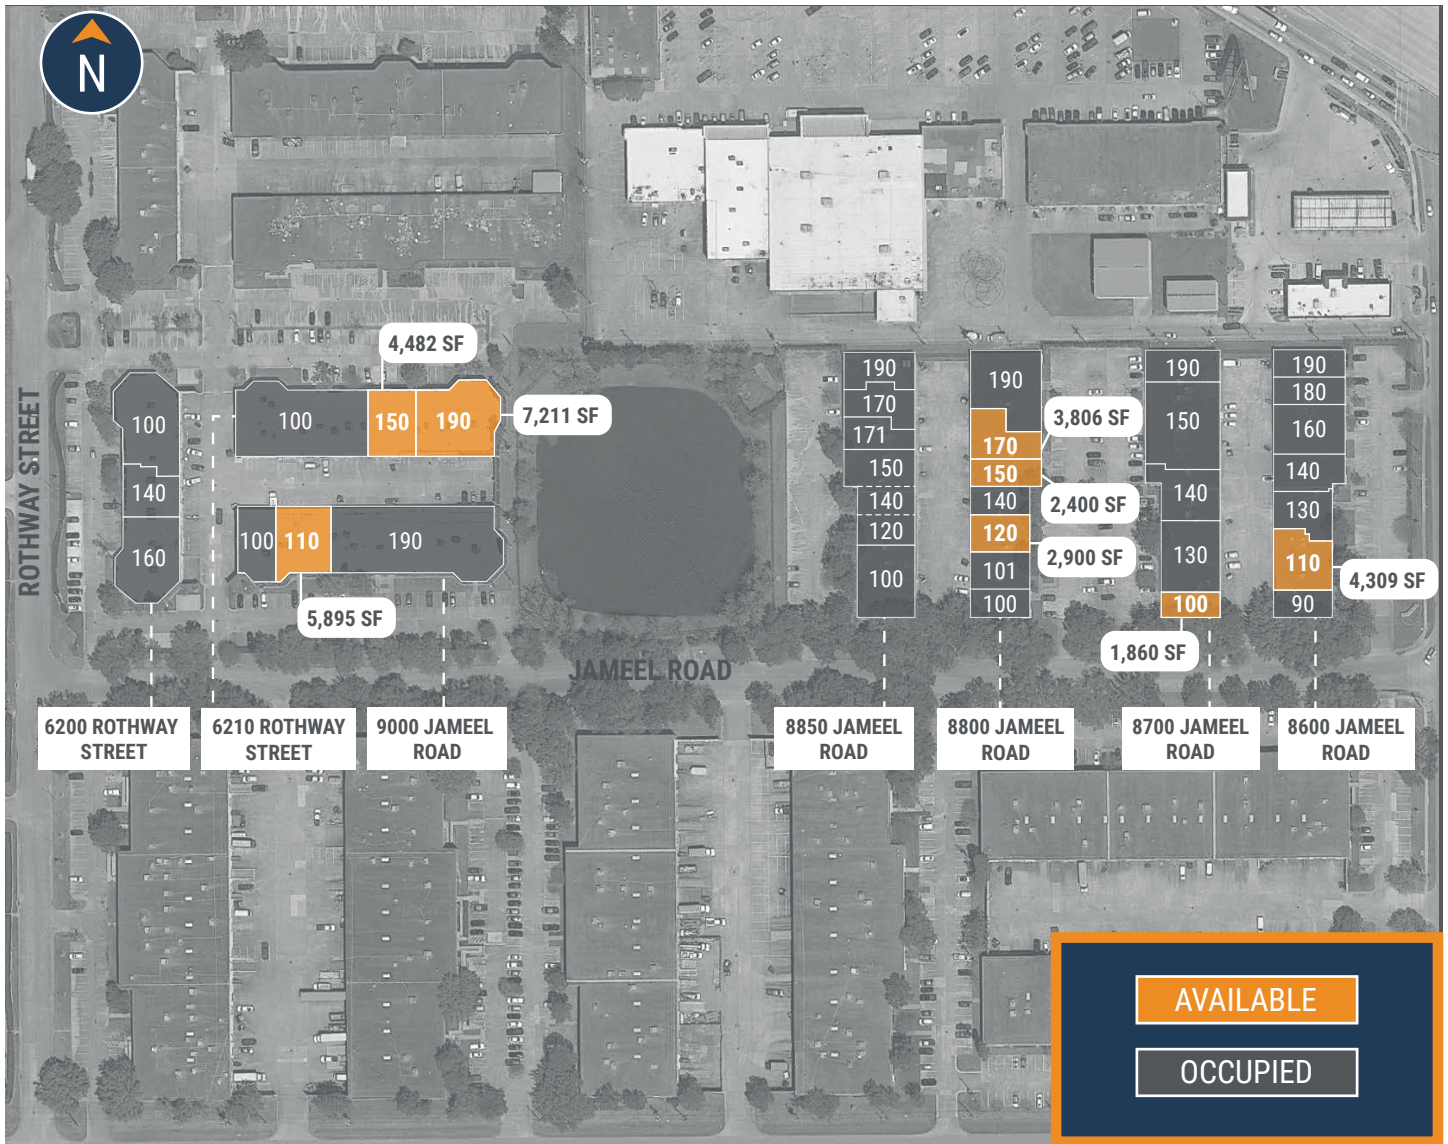 N
ROTHWAY STREET
4,482 SF
7,211 SF
100
140
160
100
150
190
100
110
190
5,895 SF
190
170
171
150
140
120
100
190
170
150
140
120
101
100
3,806 SF
2,400 SF
2,900 SF
190
150
140
130
100
1,860 SF
190
180
160
140
130
110
90
4,309 SF
JAMEEL ROAD
6200 ROTHWAY
STREET
6210 ROTHWAY
STREET
9000 JAMEEL
ROAD
8850 JAMEEL
ROAD
8800 JAMEEL
ROAD
8700 JAMEEL
ROAD
8600 JAMEEL
ROAD
AVAILABLE
OCCUPIED